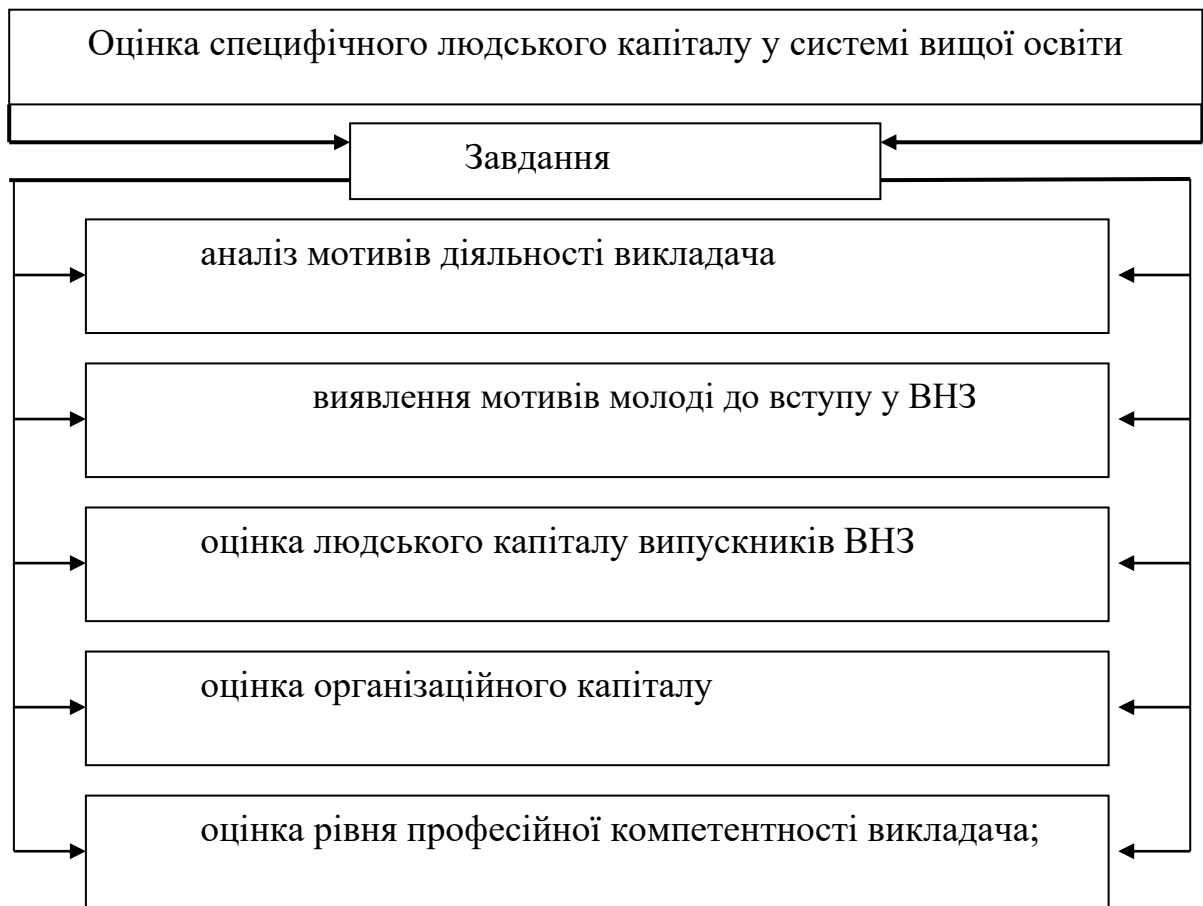 Оцінка специфічного людського капіталу у системі вищої освіти
Завдання
аналіз мотивів діяльності викладача
виявлення мотивів молоді до вступу у ВНЗ
оцінка людського капіталу випускників ВНЗ
оцінка організаційного капіталу
оцінка рівня професійної компетентності викладача;